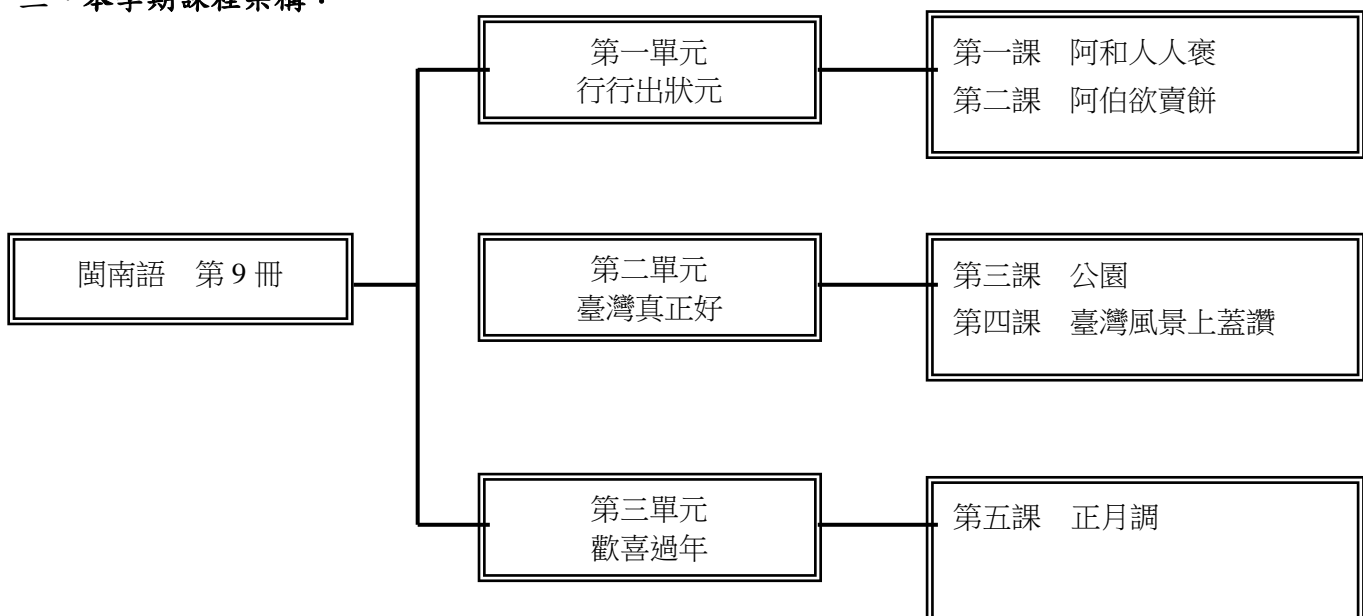 二、本學期課程架構：
閩南語　第 9 冊
第一單元
行行出狀元
第一課　阿和人人褒
第二課　阿伯欲賣餅
第二單元
臺灣真正好
第三課　公園
第四課　臺灣風景上蓋讚
第三單元
歡喜過年
第五課　正月調